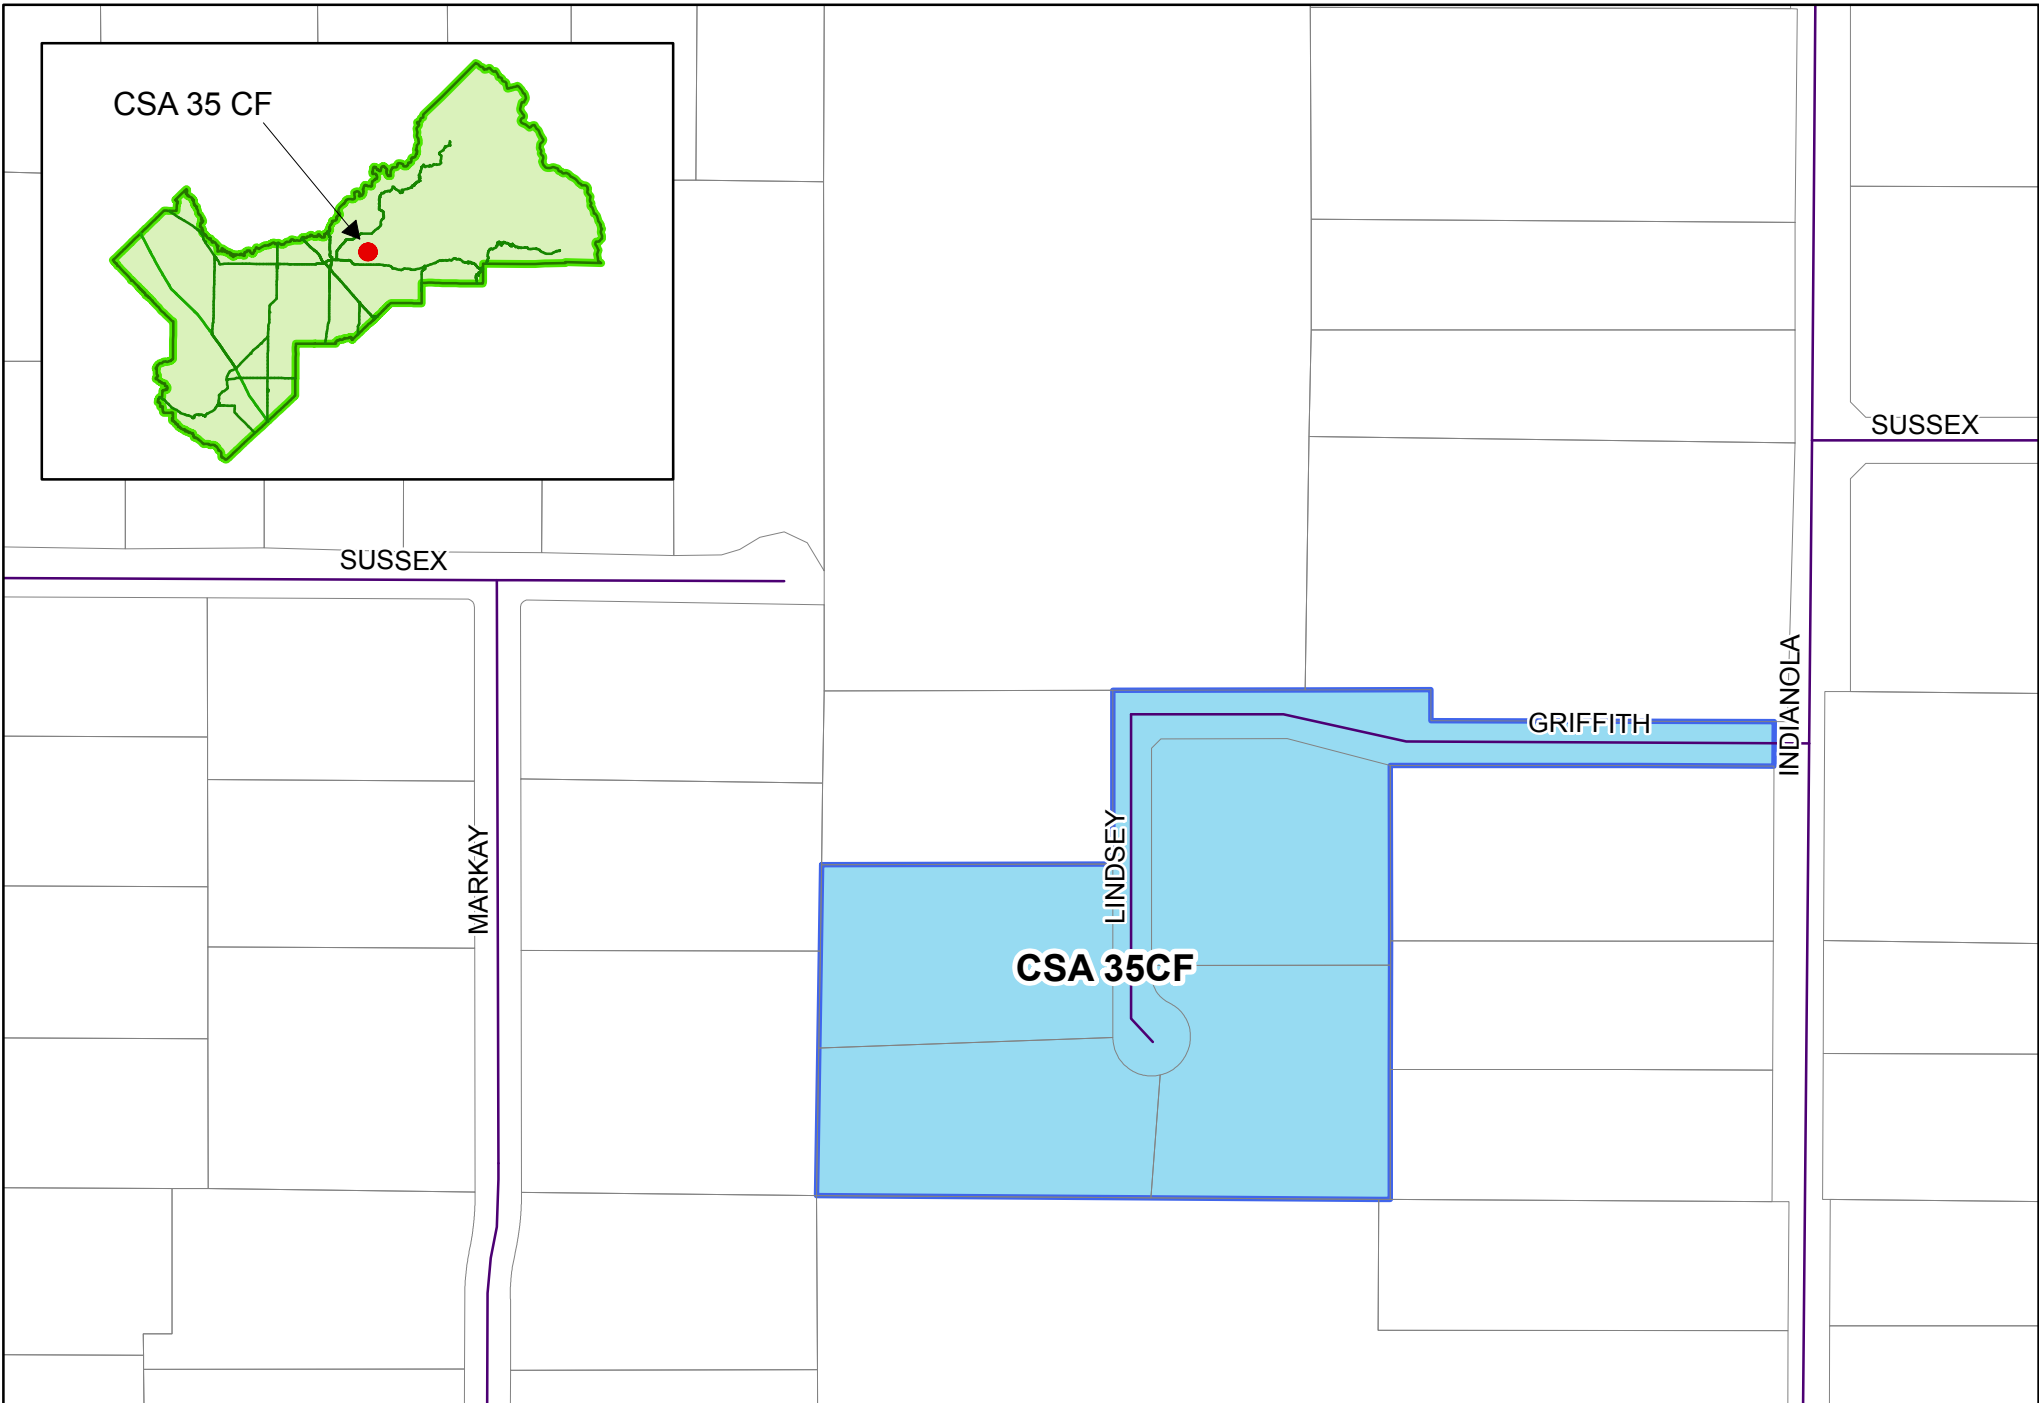 CSA 35 CF
SUSSEX
SUSSEX
INDIANOLA
GRIFFITH
MARKAY
LINDSEY
CSA 35CF